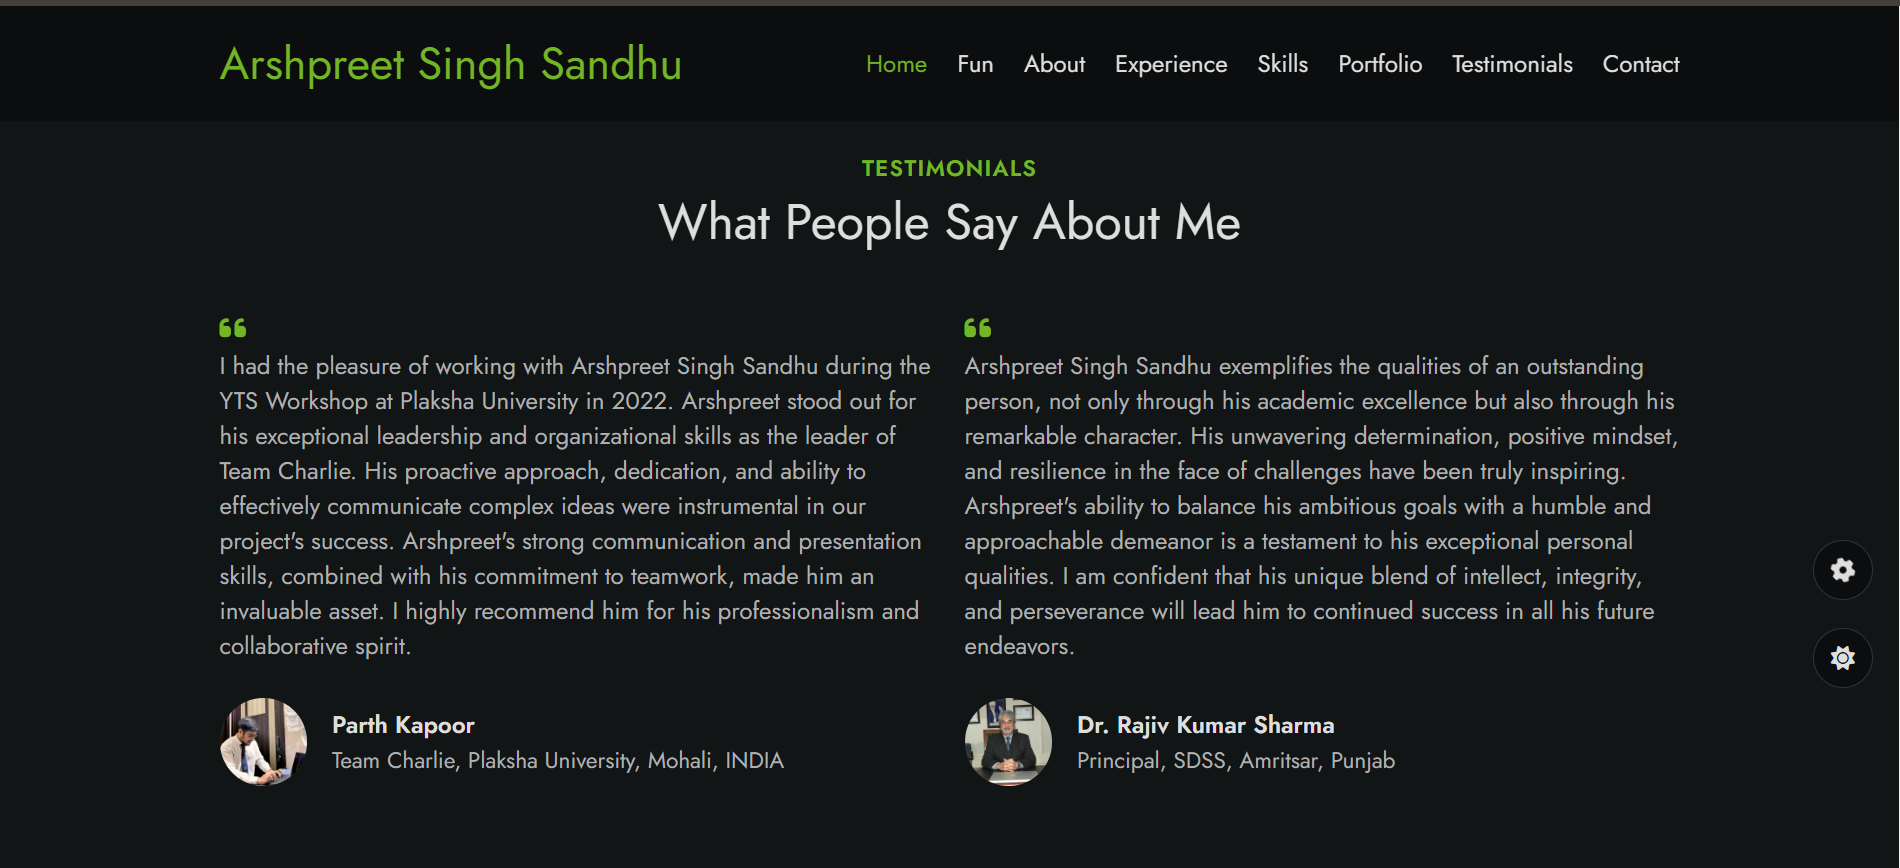 Arshpreet Singh Sandhu
Home Fun About Experience Skills Portfolio Testimonials Contact
TESTIMONIALS
What People Say About Me
I had the pleasure of working with Arshpreet Singh Sandhu during the
YTS Workshop at Plaksha University in 2022. Arshpreet stood out for
his exceptional leadership and organizational skills as the leader of
Team Charlie. His proactive approach, dedication, and ability to
effectively communicate complex ideas were instrumental in our
project's success. Arshpreet's strong communication and presentation
skills, combined with his commitment to teamwork, made him an
invaluable asset. I highly recommend him for his professionalism and
collaborative spirit.
Parth Kapoor
Team Charlie, Plaksha University, Mohali, INDIA
Arshpreet Singh Sandhu exemplifies the qualities of an outstanding
person, not only through his academic excellence but also through his
remarkable character. His unwavering determination, positive mindset,
and resilience in the face of challenges have been truly inspiring.
Arshpreet's ability to balance his ambitious goals with a humble and
approachable demeanor is a testament to his exceptional personal
qualities. I am confident that his unique blend of intellect, integrity,
and perseverance will lead him to continued success in all his future
endeavors.
Dr. Rajiv Kumar Sharma
Principal, SDSS, Amritsar, Punjab